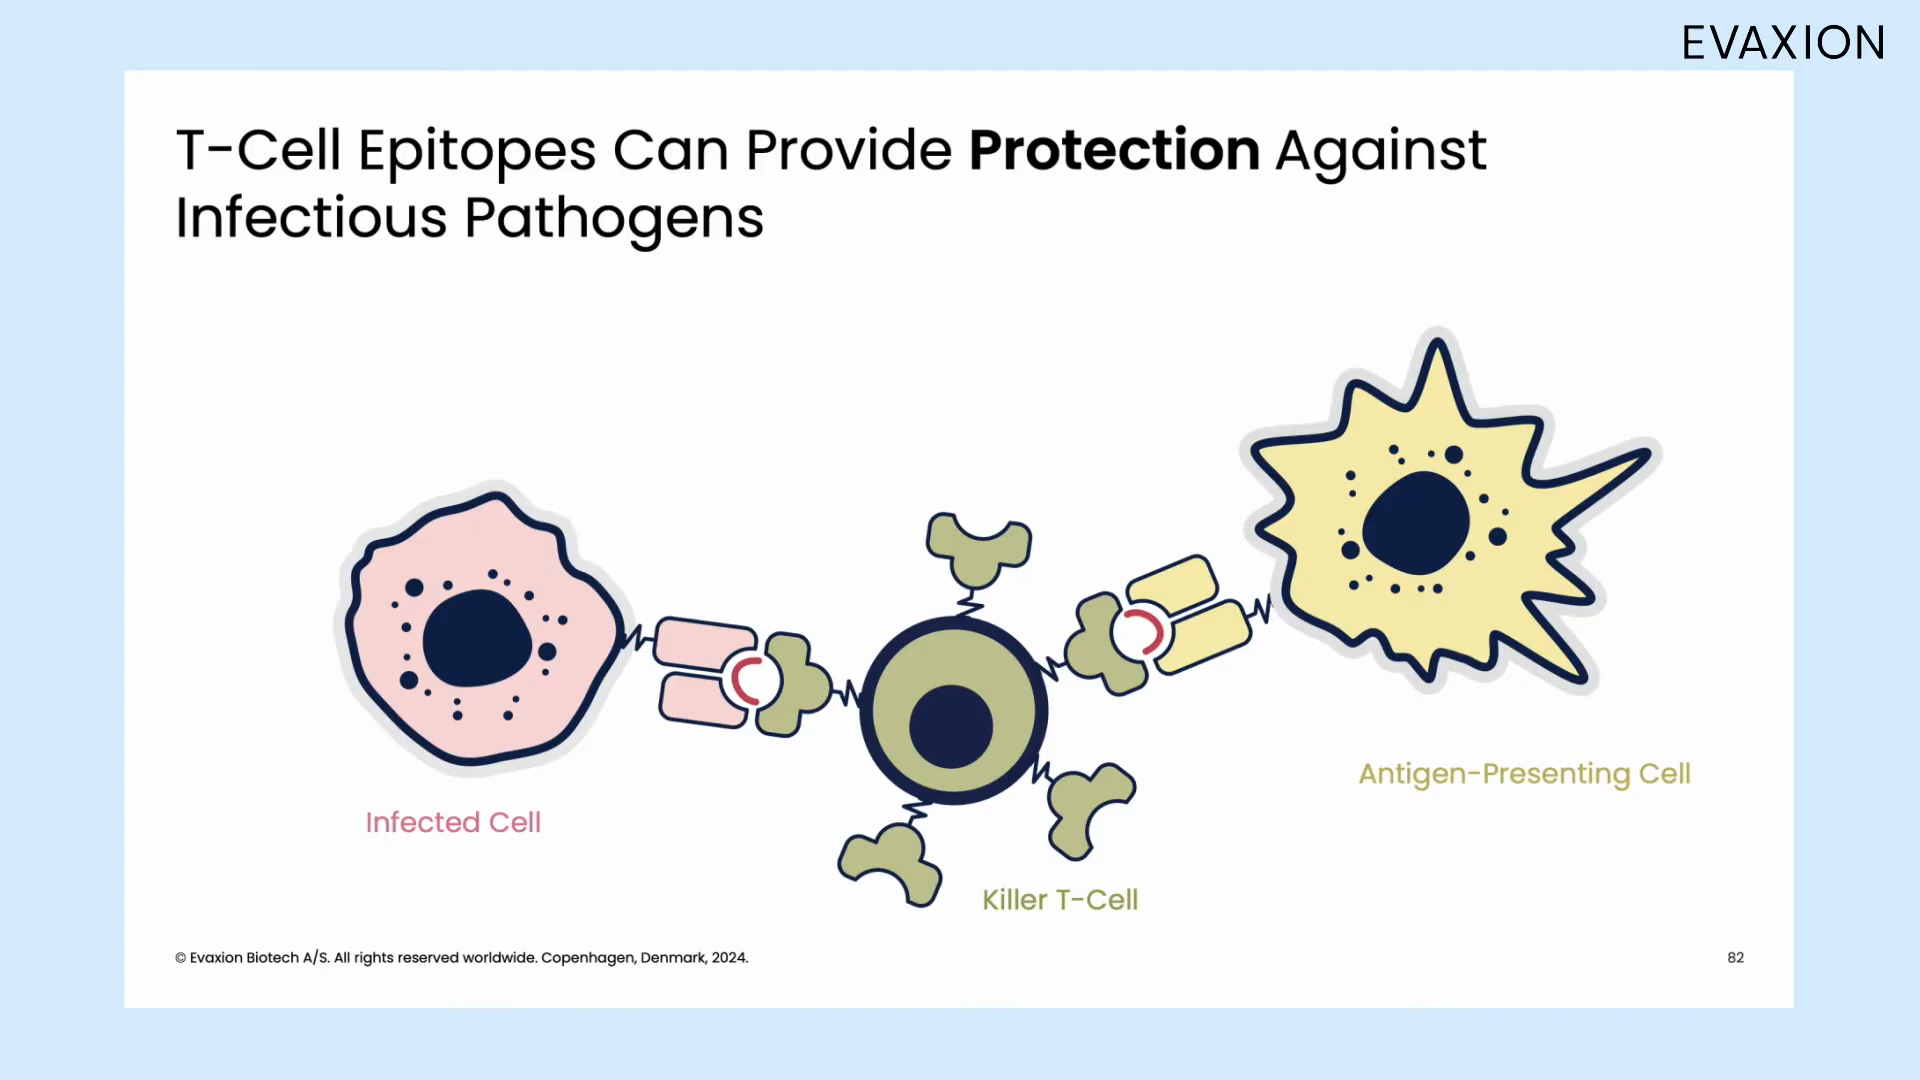 EVAXION
T-Cell Epitopes Can Provide Protection Against
Infectious Pathogens
Infected Cell
Antigen-Presenting Cell
Killer T-Cell
© Evaxion Biotech A/S. All rights reserved worldwide. Copenhagen, Denmark, 2024.
82